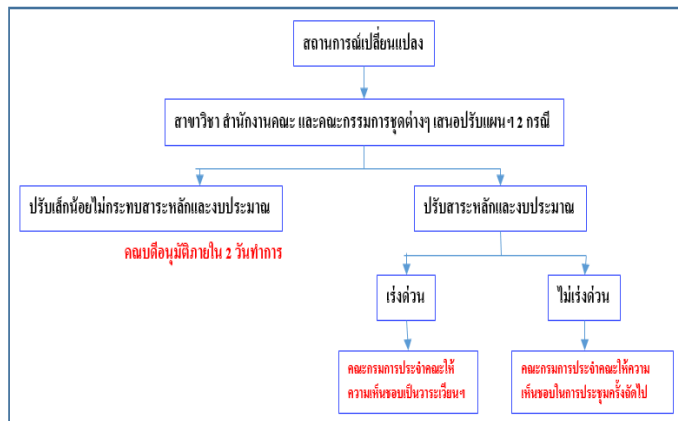 สถานการณ์เปลี่ยนแปลง
สาขาวิชา สำนักงานคณะ และคณะกรรมการชุดต่างๆ เสนอปรับแผนฯ 2 กรณี
ปรับเล็กน้อยไม่กระทบสาระหลักและงบประมาณ
ปรับสาระหลักและงบประมาณ
คณบดีอนุมัติภายใน 2 วันทำการ
เร่งด่วน
ไม่เร่งด่วน
คณะกรมการประจำคณะให้
ความเห็นชอบเป็นวาระเวียนฯ
คณะกรมการประจำคณะให้ความ
เห็นชอบในการประชุมครั้งถัดไป